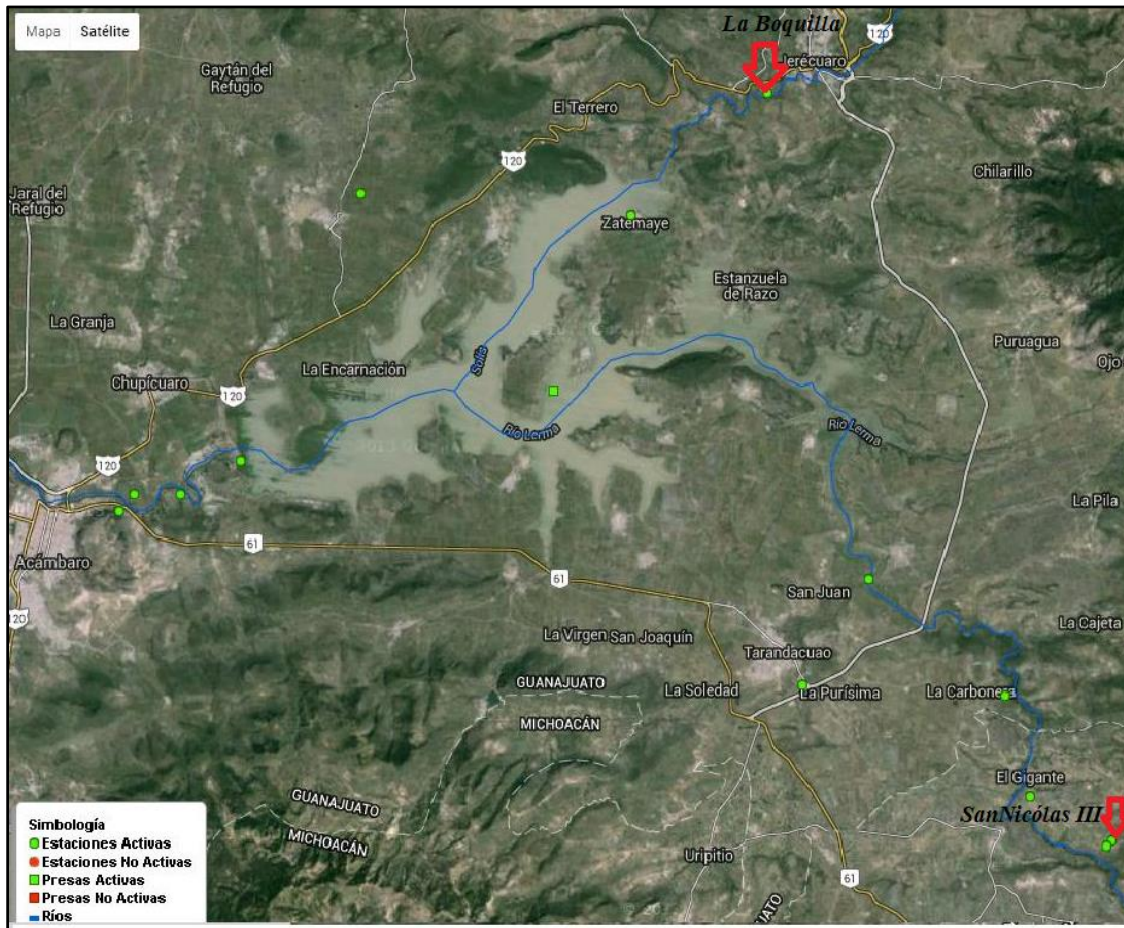 Mapa Satélite
La Boquilla
120
Jerécuaro
Gaytán del
Refugio
El Terrero
120
Chilarillo
Jaral del
Refugio
Zatemaye
Estanzuela
de Razo
La Granja
Puruagua
Solís
La Encarnación
Ojo
Chupícuaro
120
Río Lerma
Río Lerma
120
La Pila
61
Acámbaro
61
San Juan
120
La Cajeta
La Virgen San Joaquín
Tarandacuao
GUANAJUATO
La Soledad
La Purísima
La Carbonera
MICHOACÁN
El Gigante
GUANAJUATO
SanNicólas III
MICHOACÁN
Uripitío
61
Simbología
Estaciones Activas
Estaciones No Activas
Presas Activas
Presas No Activas
Ríos